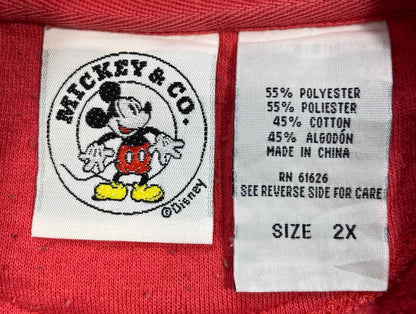 MICKEY & CO.
©Disney
55% POLYESTER
55% POLIESTER
45% COTTON
45% ALGODÓN
MADE IN CHINA
RN 61626
SEE REVERSE SIDE FOR CARE
SIZE 2X